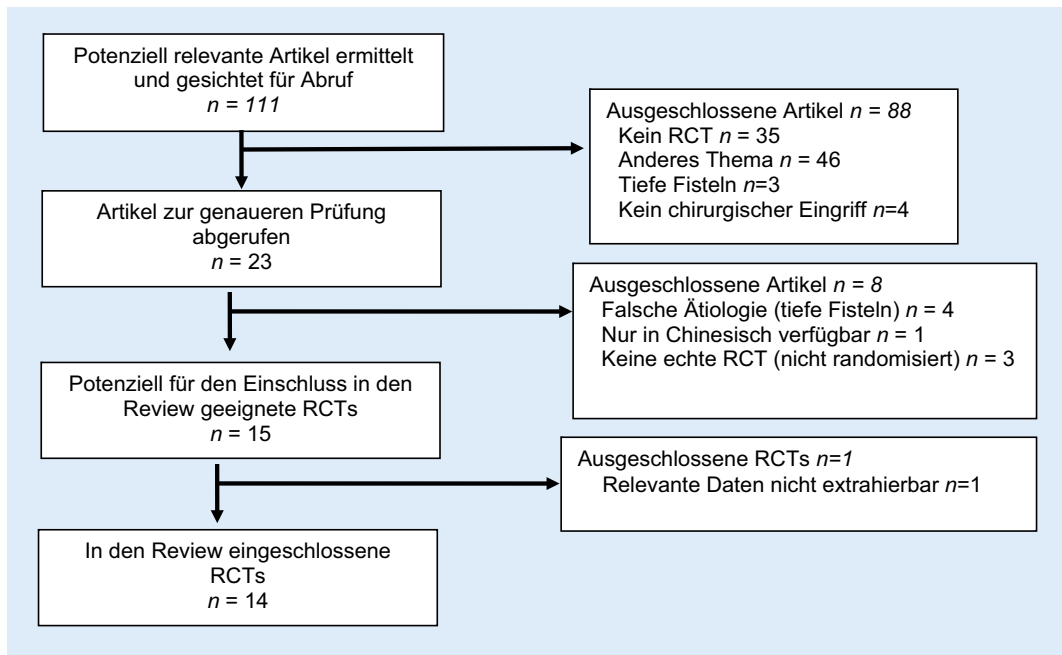 Potenziell relevante Artikel ermittelt
und gesichtet für Abruf
n = 111
Ausgeschlossene Artikel n = 88
Kein RCT n = 35
Anderes Thema n = 46
Tiefe Fisteln n=3
Kein chirurgischer Eingriff n=4
Artikel zur genaueren Prüfung
abgerufen
n = 23
Ausgeschlossene Artikel n = 8
Falsche Ätiologie (tiefe Fisteln) n = 4
Nur in Chinesisch verfügbar n = 1
Keine echte RCT (nicht randomisiert) n = 3
Potenziell für den Einschluss in den
Review geeignete RCTs
n = 15
Ausgeschlossene RCTs n=1
Relevante Daten nicht extrahierbar n=1
In den Review eingeschlossene
RCTs
n = 14